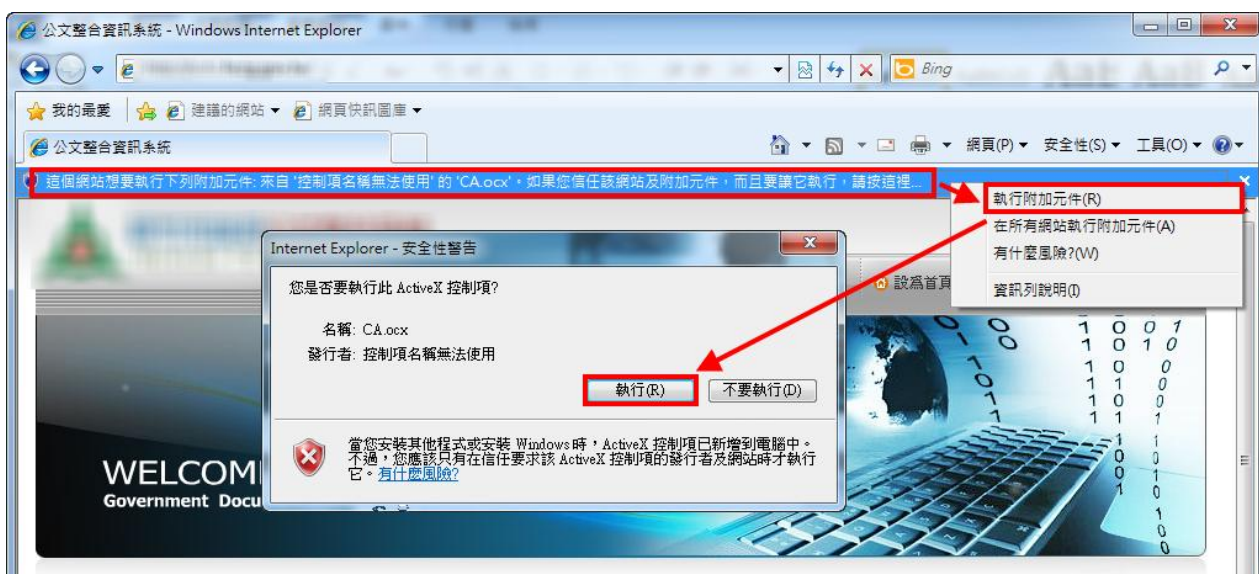 公文整合資訊系統 - Windows Internet Explorer
Bing
我的最愛 建議的網站 網頁快訊圖庫
公文整合資訊系統 網頁(P) 安全性(S) 工具(O)
這個網站想要執行下列附加元件: 來自 '控制項名稱無法使用' 的 'CA.ocx'。如果您信任該網站及附加元件，而且要讓它執行，請按這裡...
執行附加元件(R)
在所有網站執行附加元件(A)
有什麼風險?(W)
資訊列說明(I)
設為首頁
Internet Explorer - 安全性警告
您是否要執行此 ActiveX 控制項?
名稱: CA.ocx
發行者: 控制項名稱無法使用
執行(R) 不要執行(D)
當您安裝其他程式或安裝 Windows 時，ActiveX 控制項已新增到電腦中。
不過，您應該只有在信任要求該 ActiveX 控制項的發行者及網站時才執行
它。有什麼風險?
WELCOM
Government Docu